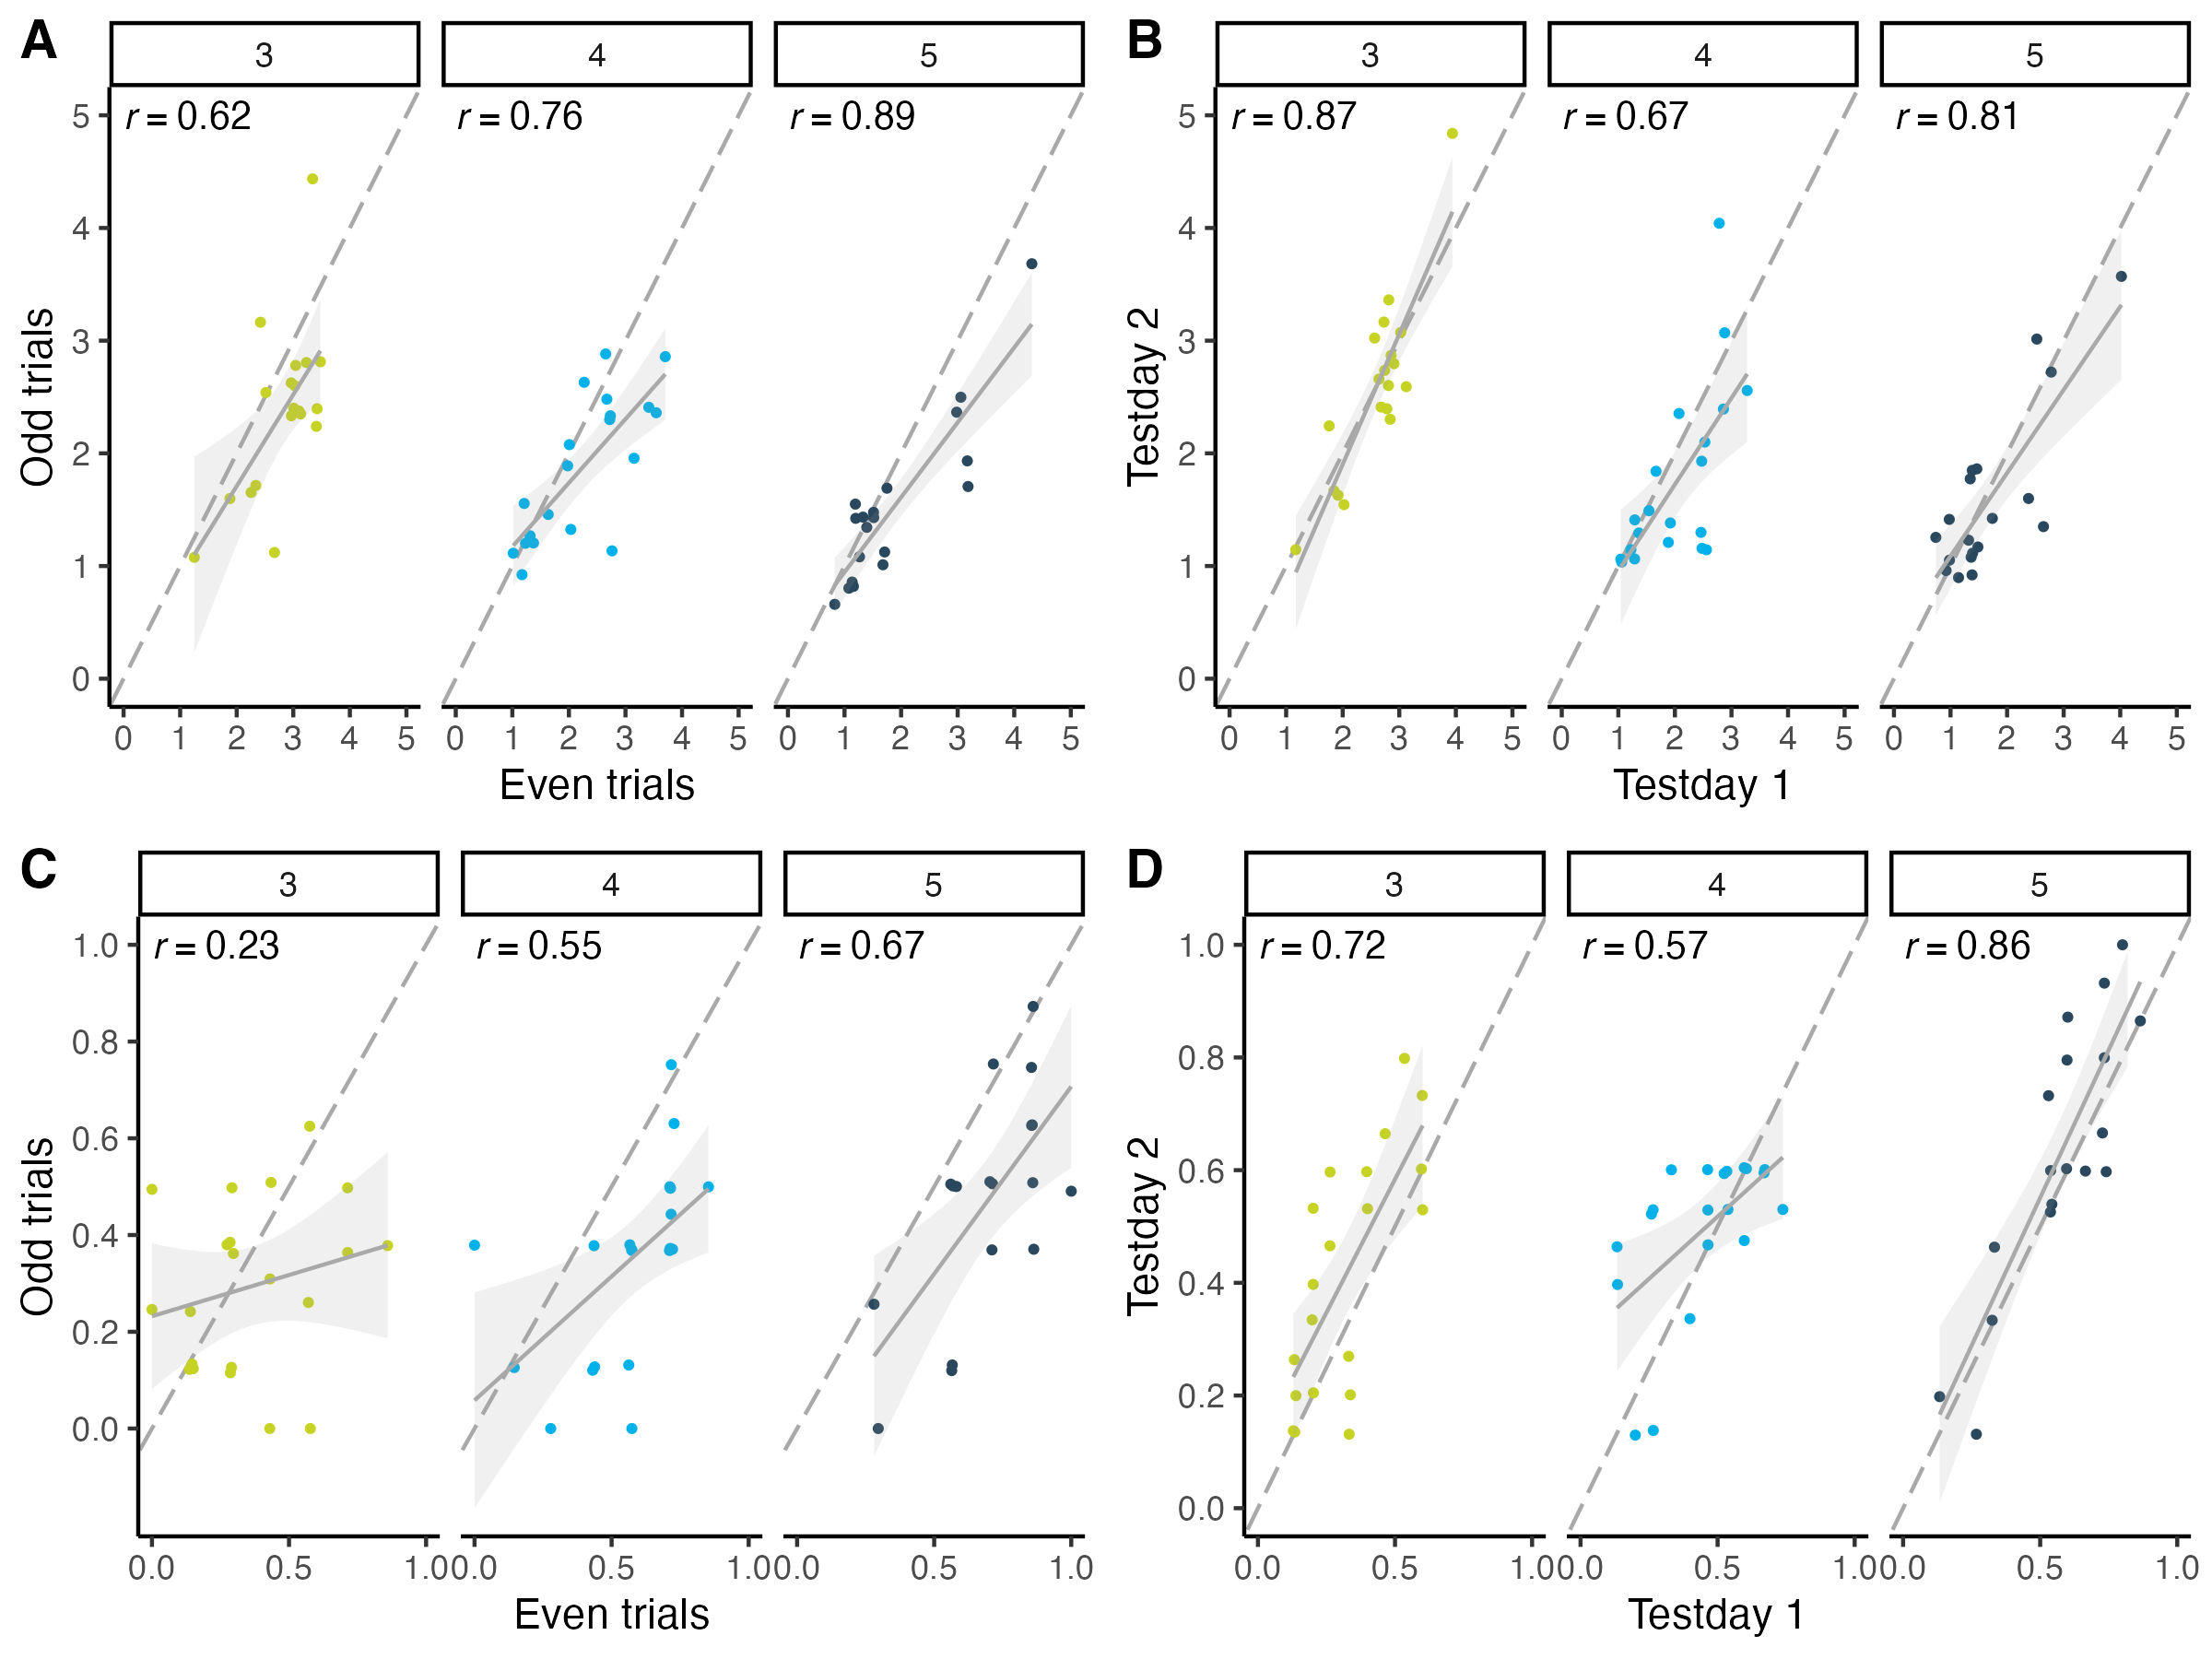 A
3 4 5
r = 0.62 r = 0.76 r = 0.89
Odd trials
5
4
3
2
1
0
0 1 2 3 4 5 0 1 2 3 4 5 0 1 2 3 4 5
Even trials
B
3 4 5
r = 0.87 r = 0.67 r = 0.81
Testday 2
5
4
3
2
1
0
0 1 2 3 4 5 0 1 2 3 4 5 0 1 2 3 4 5
Testday 1
C
3 4 5
r = 0.23 r = 0.55 r = 0.67
Odd trials
1.0
0.8
0.6
0.4
0.2
0.0
0.0 0.5 1.0 0.0 0.5 1.0 0.0 0.5 1.0
Even trials
D
3 4 5
r = 0.72 r = 0.57 r = 0.86
Testday 2
1.0
0.8
0.6
0.4
0.2
0.0
0.0 0.5 1.0 0.0 0.5 1.0 0.0 0.5 1.0
Testday 1